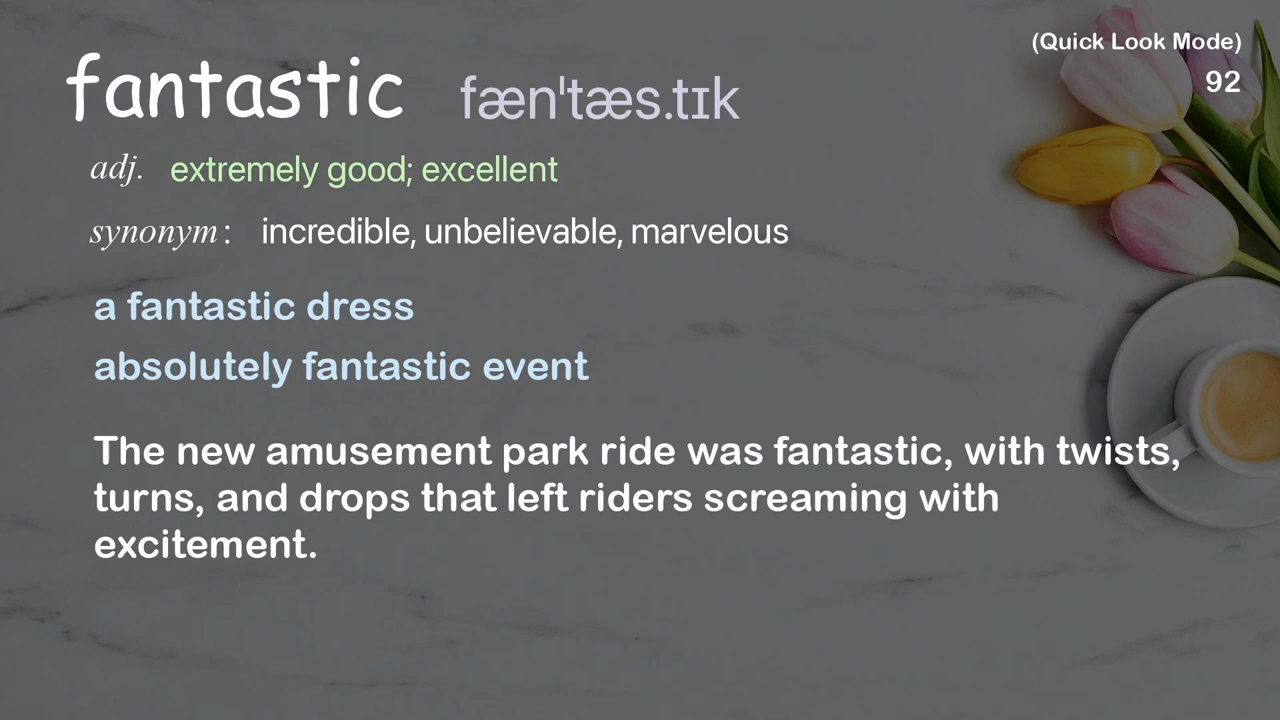 (Quick Look Mode)
92
fantastic fæn'tæs.tɪk
adj. extremely good; excellent
synonym : incredible, unbelievable, marvelous
a fantastic dress
absolutely fantastic event
The new amusement park ride was fantastic, with twists,
turns, and drops that left riders screaming with
excitement.